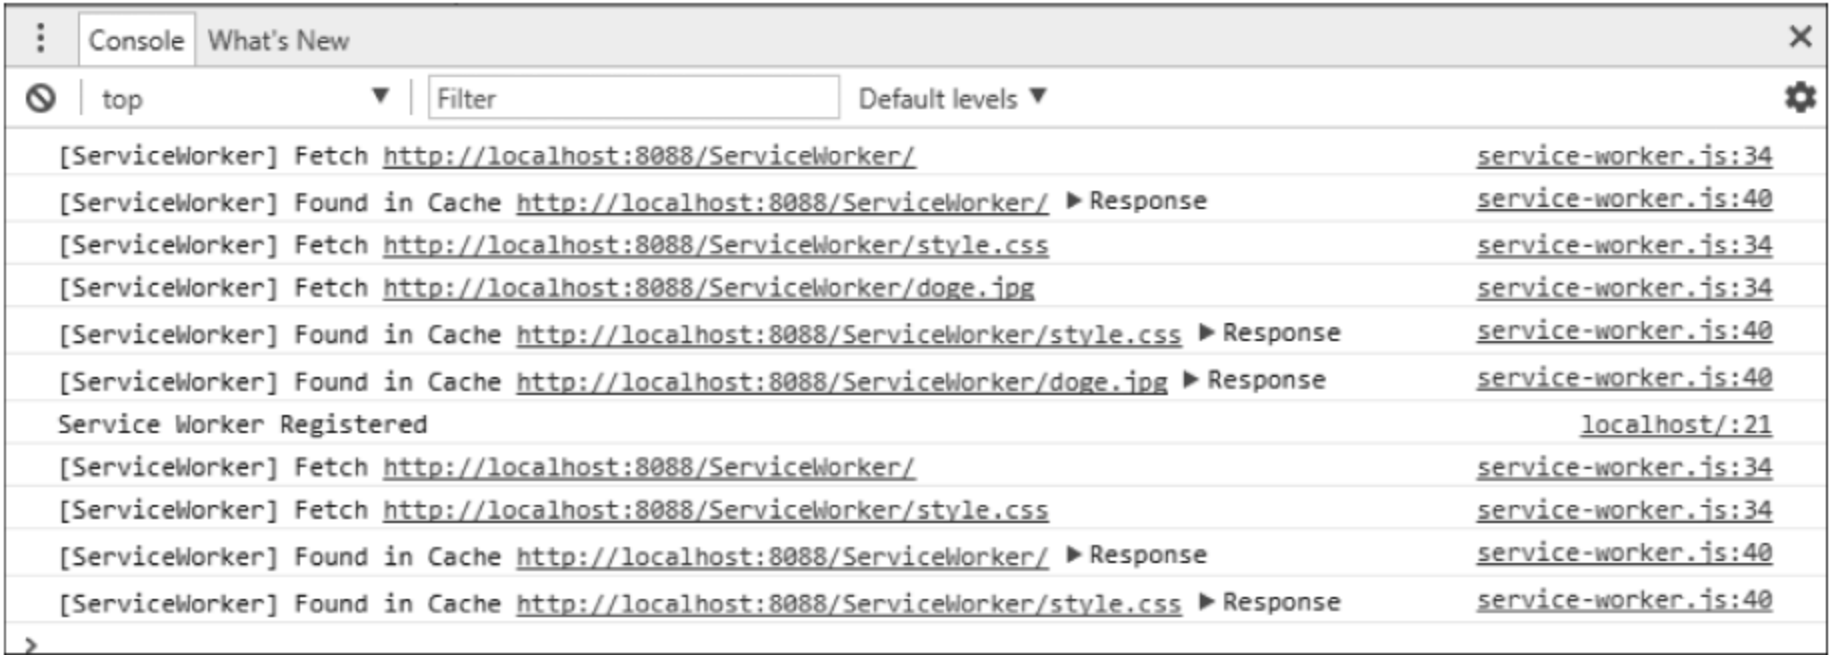 Console What's New
top Filter Default levels
[ServiceWorker] Fetch http://localhost:8088/ServiceWorker/ service-worker.js:34
[ServiceWorker] Found in Cache http://localhost:8088/ServiceWorker/ Response service-worker.js:40
[ServiceWorker] Fetch http://localhost:8088/ServiceWorker/style.css service-worker.js:34
[ServiceWorker] Fetch http://localhost:8088/ServiceWorker/doge.jpg service-worker.js:34
[ServiceWorker] Found in Cache http://localhost:8088/ServiceWorker/style.css Response service-worker.js:40
[ServiceWorker] Found in Cache http://localhost:8088/ServiceWorker/doge.jpg Response service-worker.js:40
Service Worker Registered localhost/:21
[ServiceWorker] Fetch http://localhost:8088/ServiceWorker/ service-worker.js:34
[ServiceWorker] Fetch http://localhost:8088/ServiceWorker/style.css service-worker.js:34
[ServiceWorker] Found in Cache http://localhost:8088/ServiceWorker/ Response service-worker.js:40
[ServiceWorker] Found in Cache http://localhost:8088/ServiceWorker/style.css Response service-worker.js:40